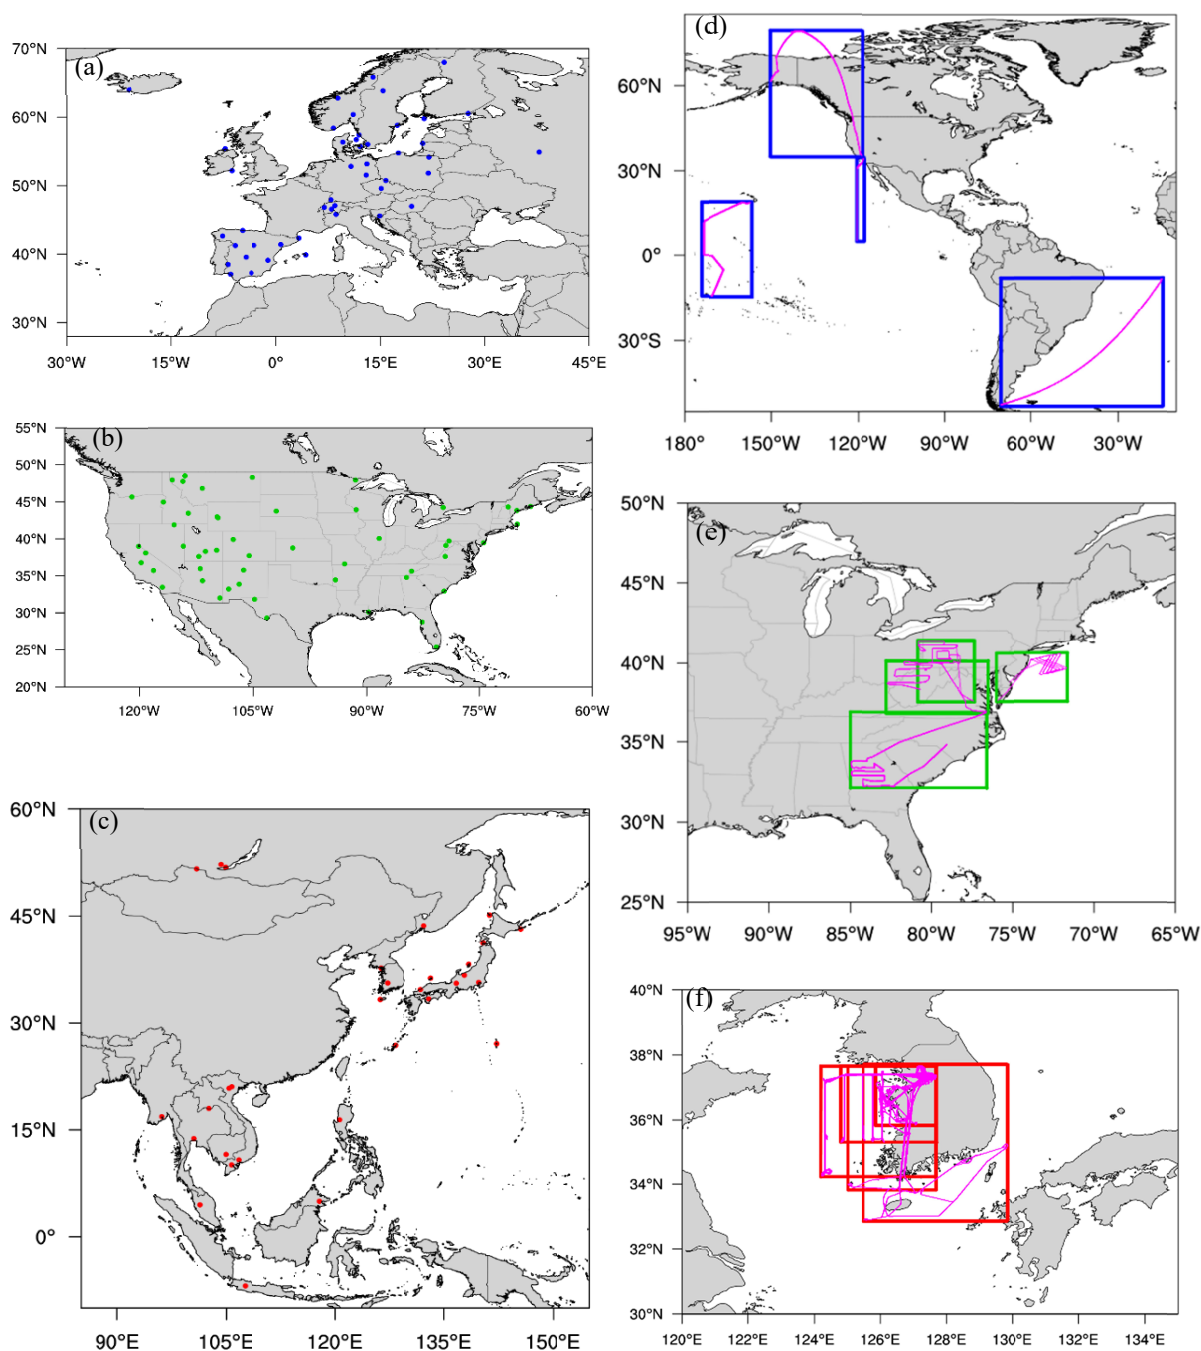 (a)
70°N
60°N
50°N
40°N
30°N
30°W 15°W 0° 15°E 30°E 45°E
(b)
55°N
50°N
45°N
40°N
35°N
30°N
25°N
20°N
120°W 105°W 90°W 75°W 60°W
(c)
60°N
45°N
30°N
15°N
0°
90°E 105°E 120°E 135°E 150°E
(d)
60°N
30°N
0°
30°S
180° 150°W 120°W 90°W 60°W 30°W
(e)
50°N
45°N
40°N
35°N
30°N
25°N
95°W 90°W 85°W 80°W 75°W 70°W 65°W
(f)
40°N
38°N
36°N
34°N
32°N
30°N
120°E 122°E 124°E 126°E 128°E 130°E 132°E 134°E